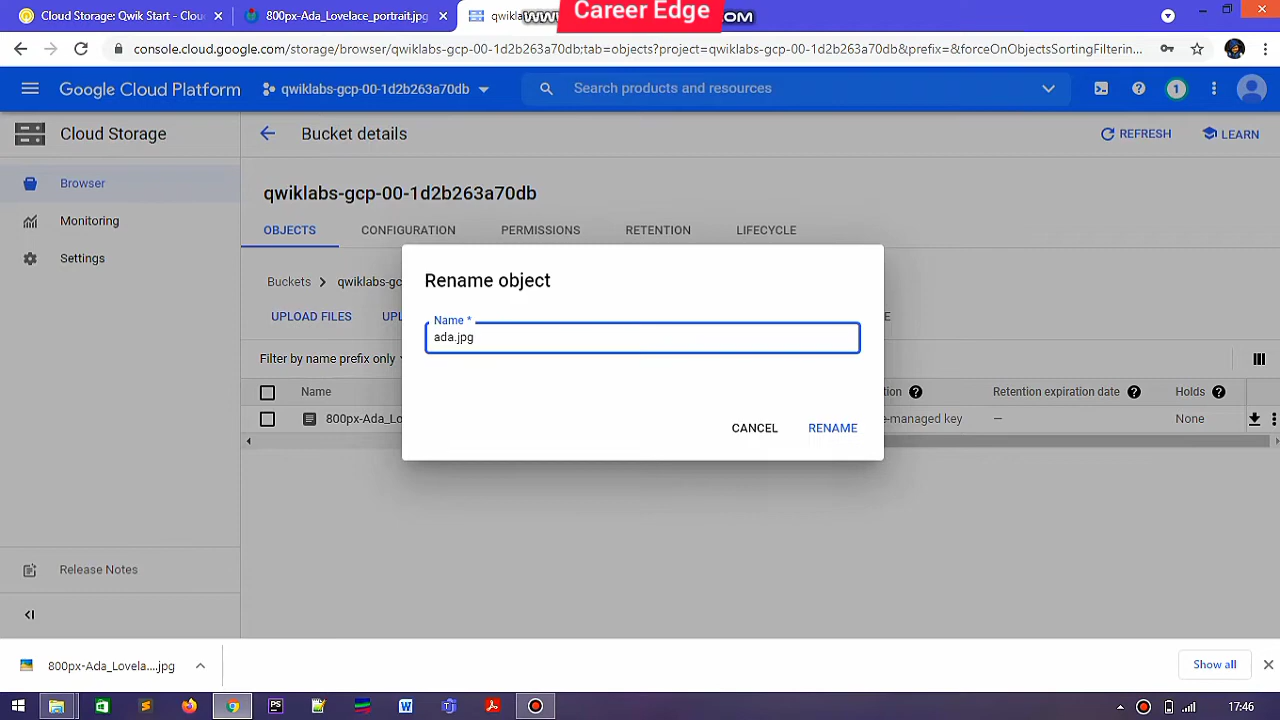 Career Edge
Cloud Storage: Qwik Start - Clou
800px-Ada_Lovelace_portrait.jpg
qwikla
WWW
OM
console.cloud.google.com/storage/browser/qwiklabs-gcp-00-1d2b263a70db;tab=objects?project=qwiklabs-gcp-00-1d2b263a70db&prefix=&forceOnObjectsSortingFilterin...
Google Cloud Platform
qwiklabs-gcp-00-1d2b263a70db
Search products and resources
1
Cloud Storage
Bucket details
REFRESH
LEARN
Browser
Monitoring
Settings
qwiklabs-gcp-00-1d2b263a70db
OBJECTS CONFIGURATION PERMISSIONS RETENTION LIFECYCLE
Buckets > qwiklabs-gc
UPLOAD FILES UPL E
Filter by name prefix only
Rename object
Name *
ada.jpg
CANCEL RENAME
Name tion Retention expiration date Holds
800px-Ada_Lo e-managed key — None
Release Notes
800px-Ada_Lovela....jpg
Show all
17:46